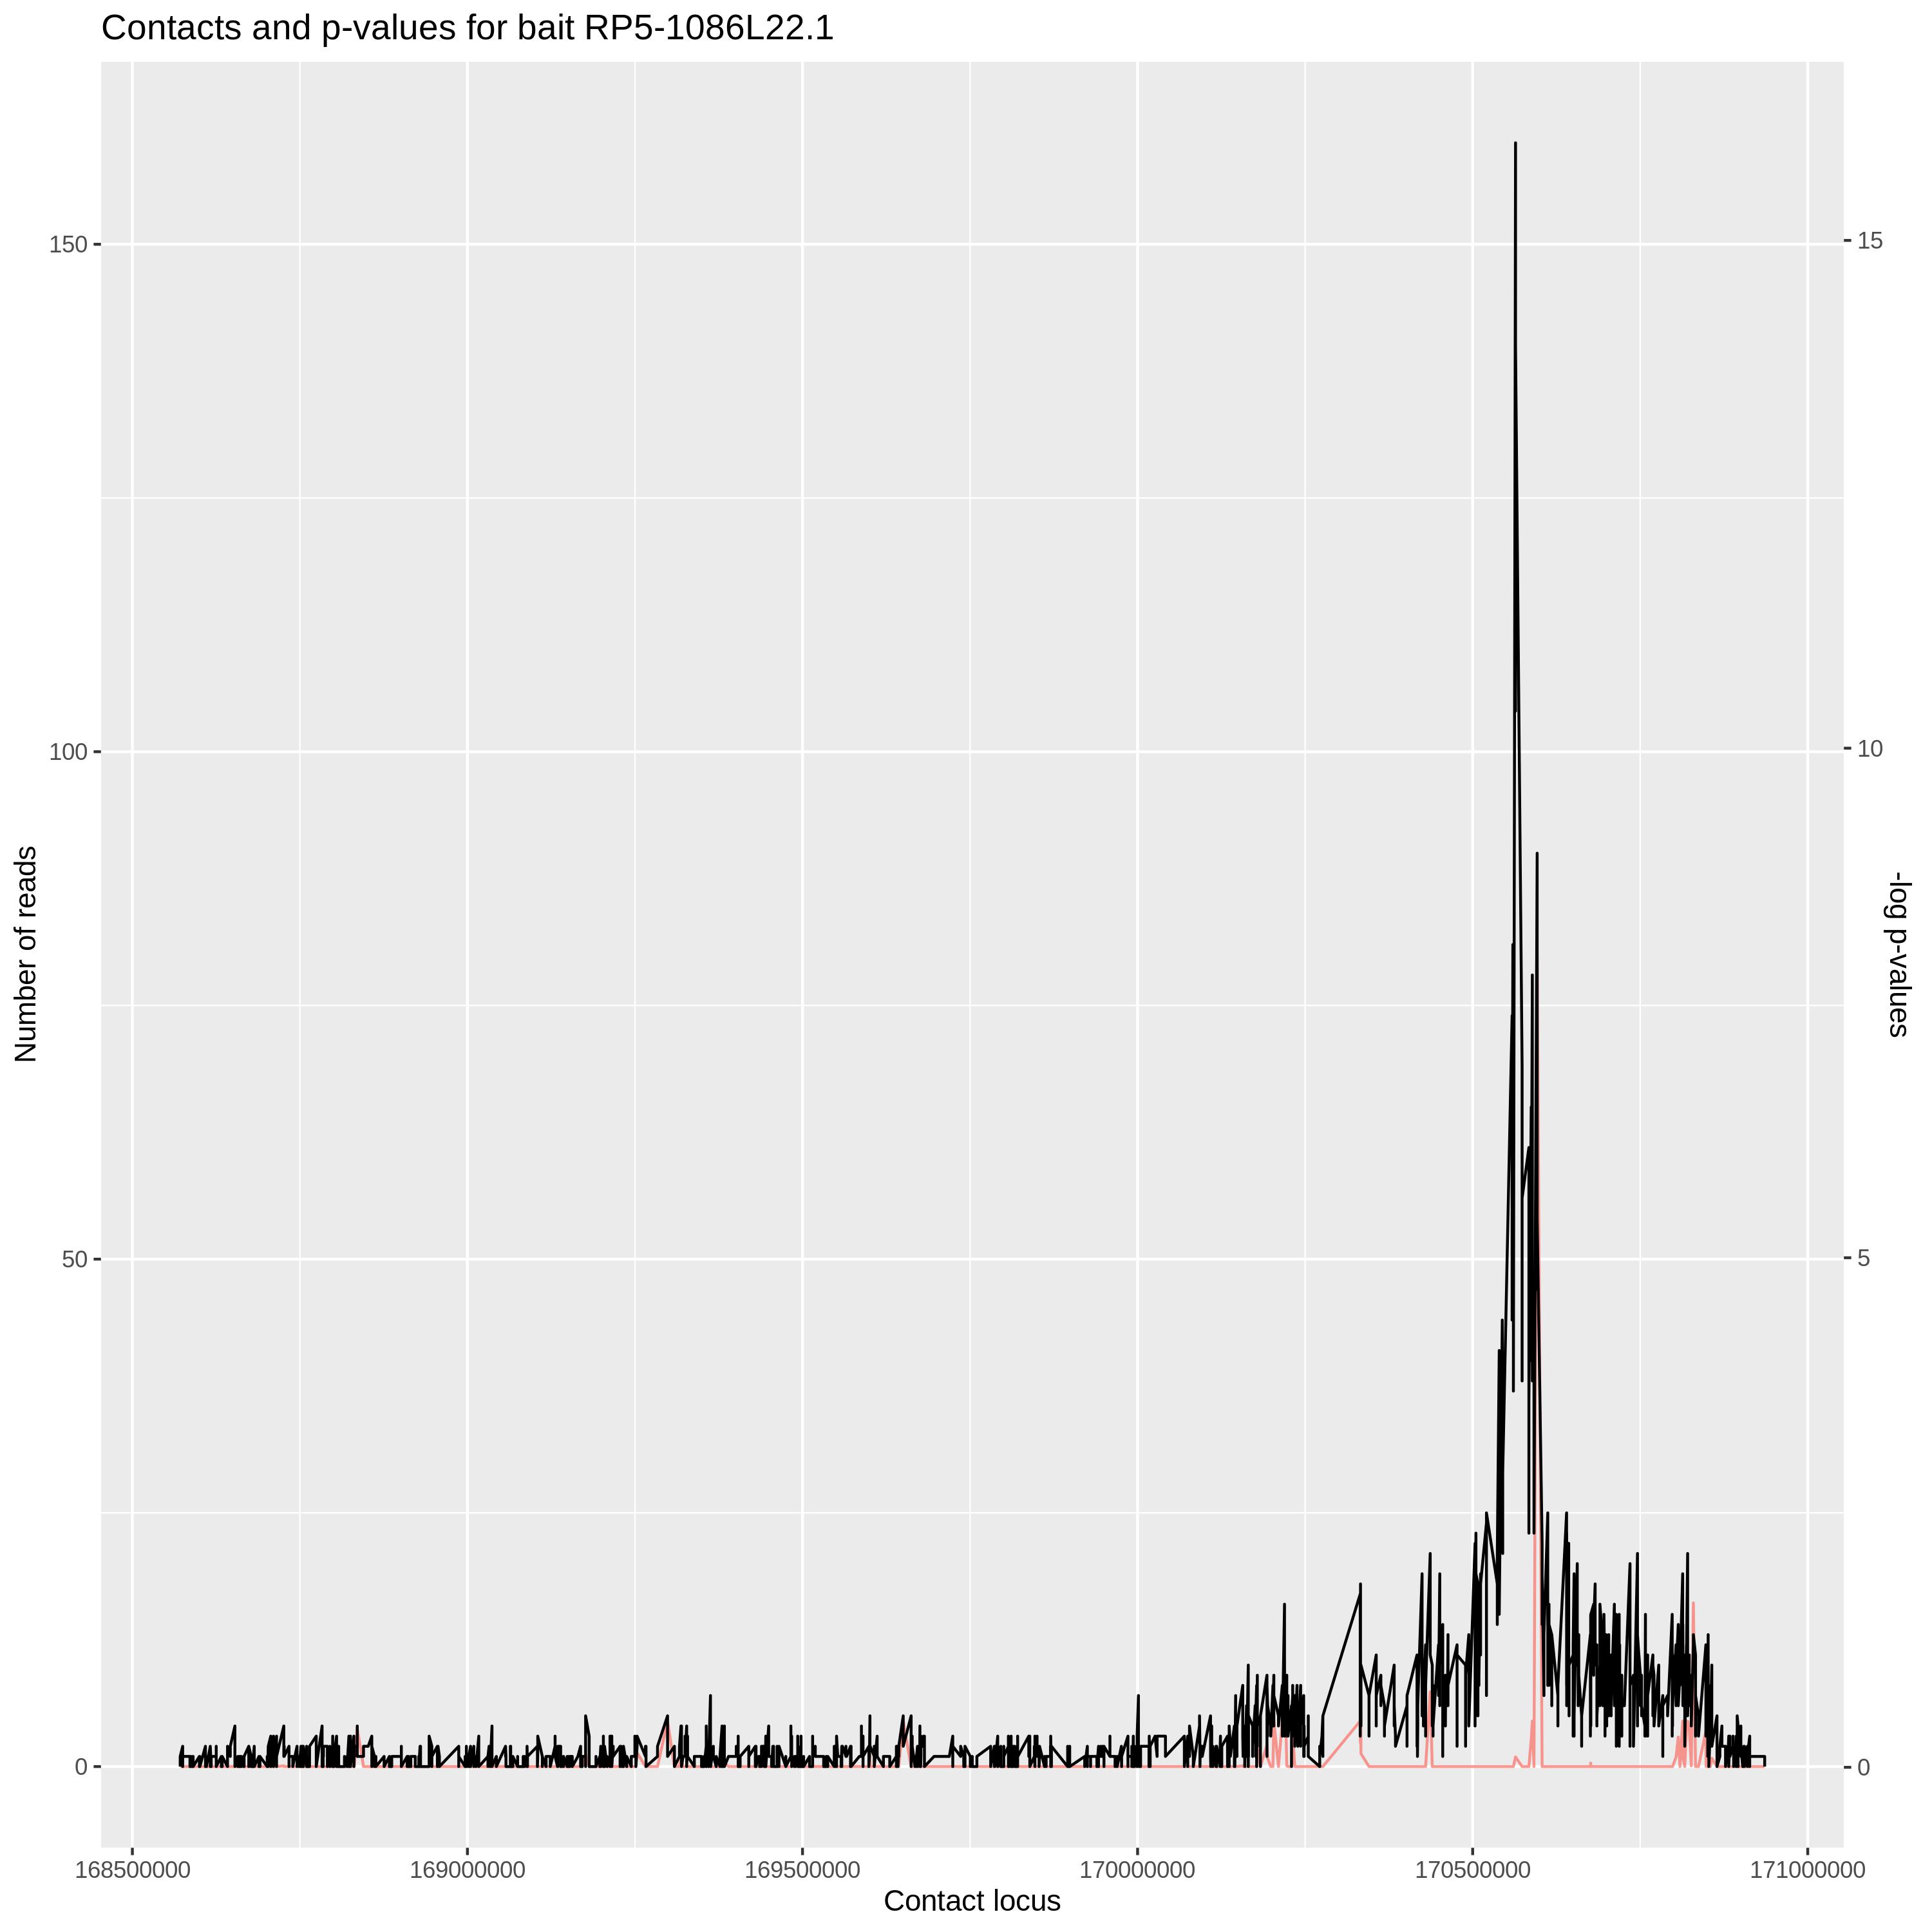 Contacts and p-values for bait RP5-1086L22.1
150
100
50
0
15
10
5
0
Number of reads
-log p-values
168500000 169000000 169500000 170000000 170500000 171000000
Contact locus